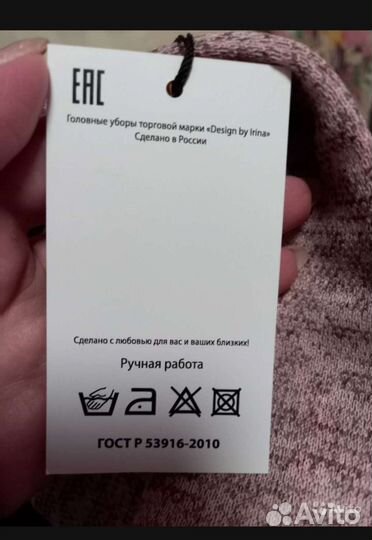 EAC
Головные уборы торговой марки «Design by Irina»
Сделано в России
Сделано с любовью для вас и ваших близких!
Ручная работа
ГОСТ Р 53916-2010
Avito